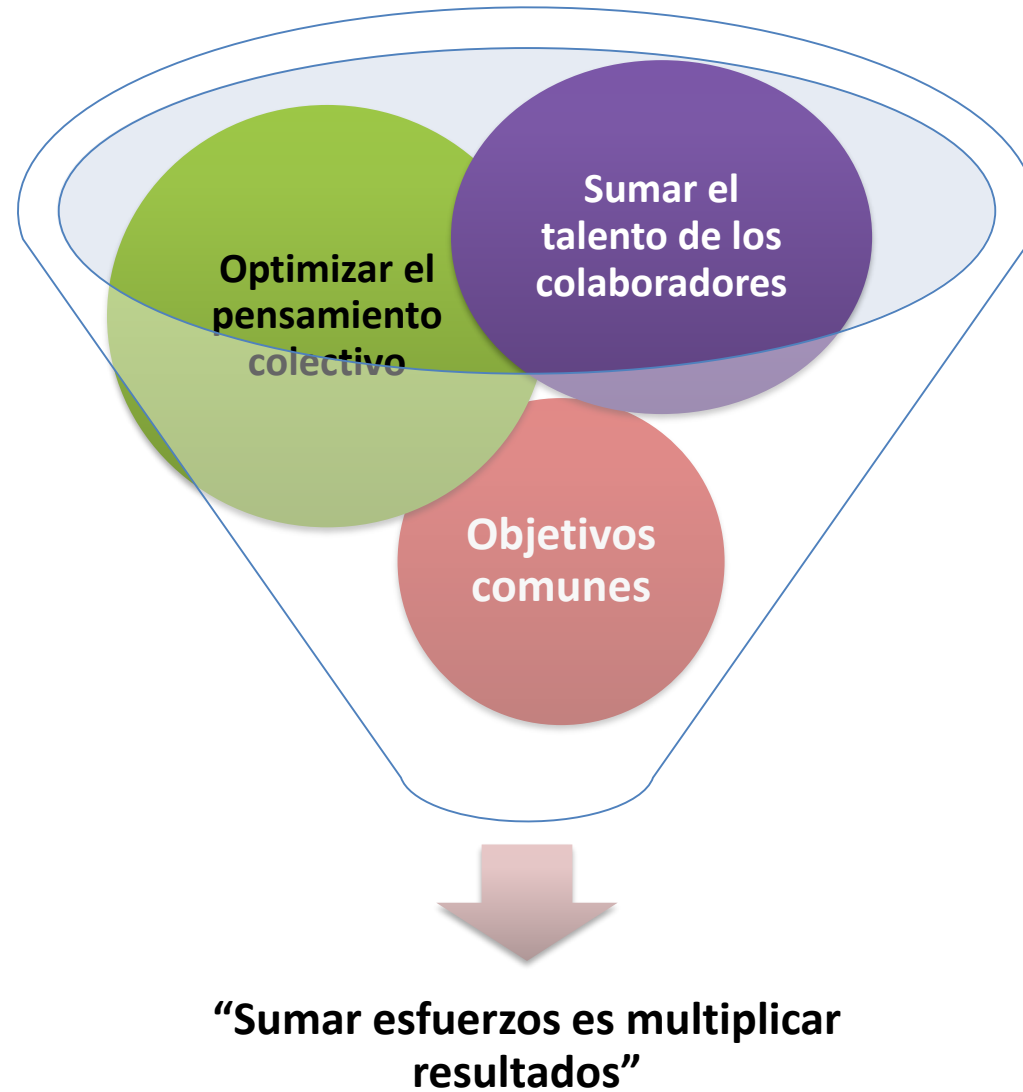 Sumar el
talento de los
colaboradores
Optimizar el
pensamiento
colectivo
Objetivos
comunes
“Sumar esfuerzos es multiplicar
resultados”